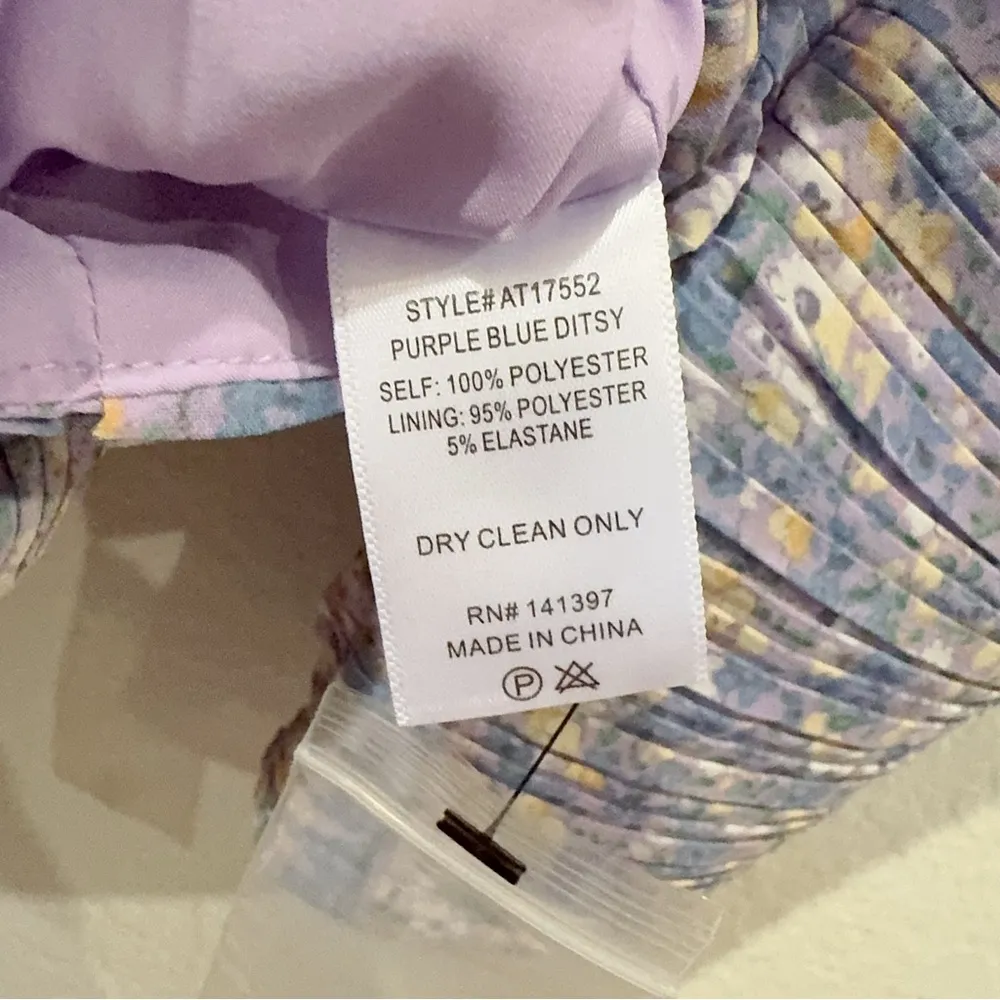 STYLE# AT17552
PURPLE BLUE DITSY
SELF: 100% POLYESTER
LINING: 95% POLYESTER
5% ELASTANE
DRY CLEAN ONLY
RN# 141397
MADE IN CHINA
P